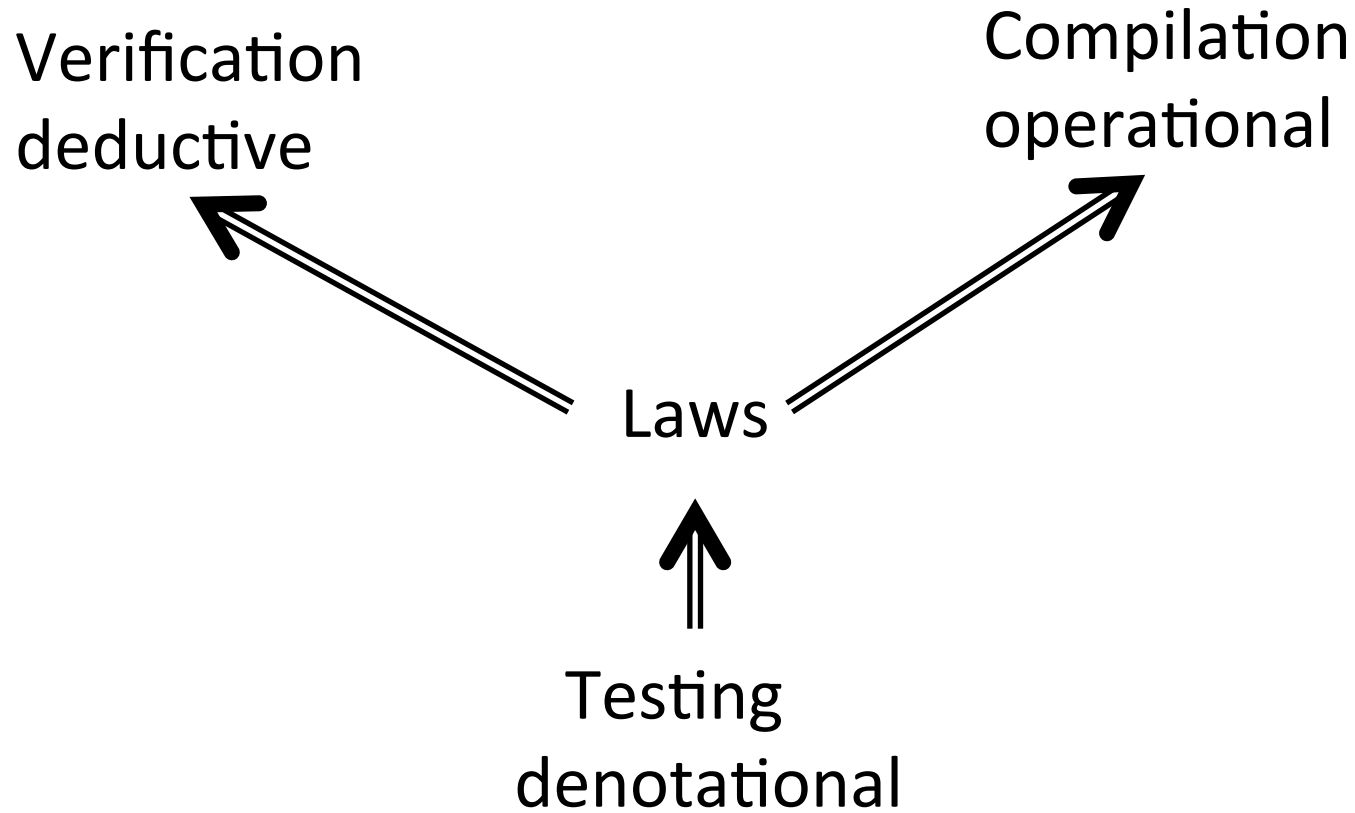 Verification
deductive
Compilation
operational
Laws
Testing
denotational